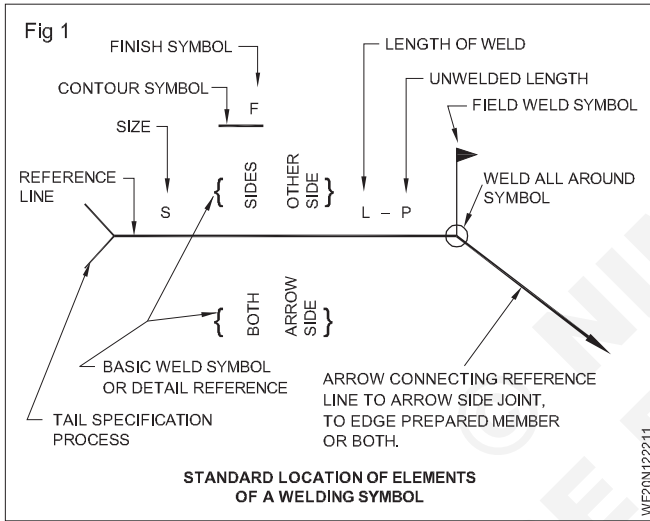 Fig 1
FINISH SYMBOL
CONTOUR SYMBOL
F
SIZE
LENGTH OF WELD
UNWELDED LENGTH
FIELD WELD SYMBOL
REFERENCE
LINE
S
{ SIDES OTHER
SIDE }
L – P
WELD ALL AROUND
SYMBOL
{ BOTH ARROW
SIDE }
BASIC WELD SYMBOL
OR DETAIL REFERENCE
TAIL SPECIFICATION
PROCESS
ARROW CONNECTING REFERENCE
LINE TO ARROW SIDE JOINT,
TO EDGE PREPARED MEMBER
OR BOTH.
STANDARD LOCATION OF ELEMENTS
OF A WELDING SYMBOL
WF20N122211